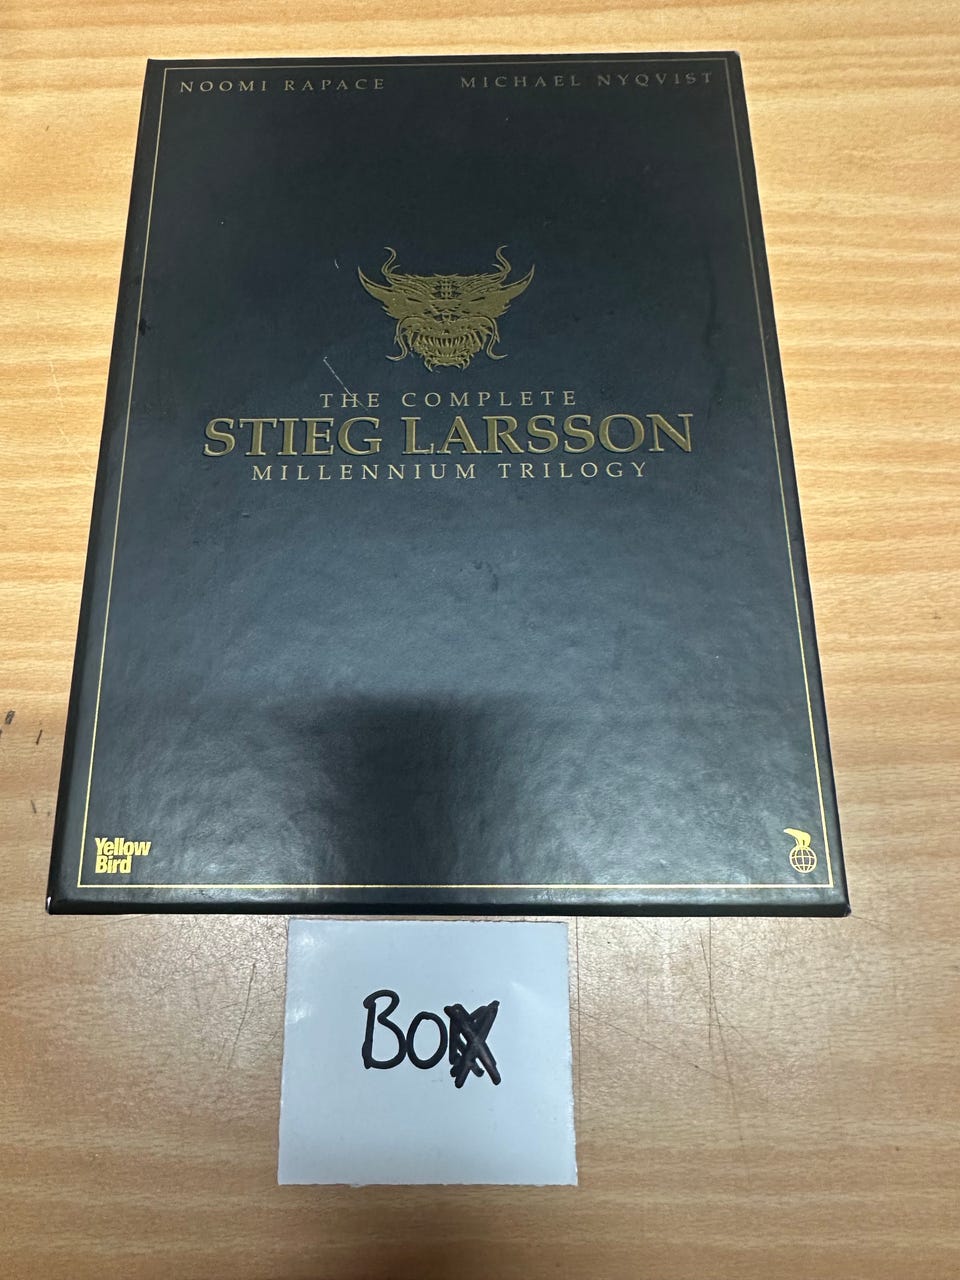 NOOMI RAPACE MICHAEL NYQVIST
THE COMPLETE
STIEG LARSSON
MILLENNIUM TRILOGY
Yellow
Bird
BOX